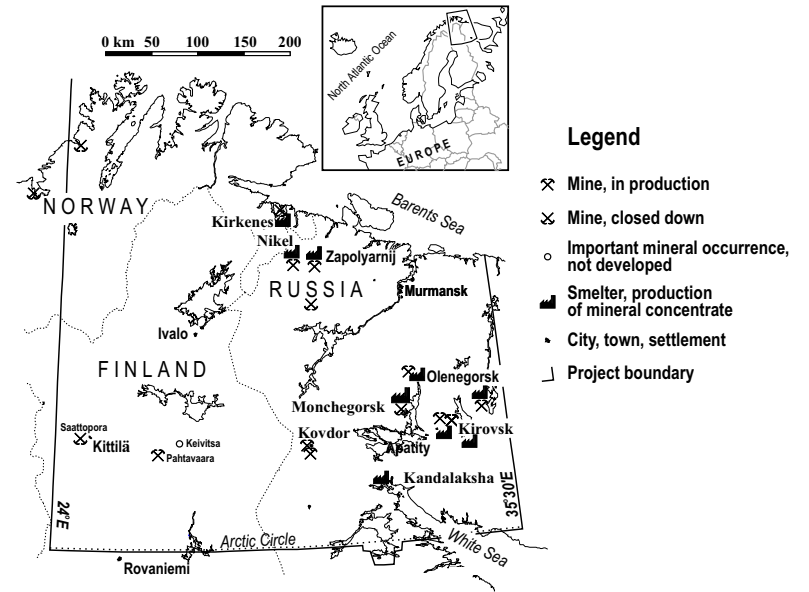 0 km 50 100 150 200
North Atlantic Ocean
EUROPE
Legend
Mine, in production
Mine, closed down
Important mineral occurrence,
not developed
Smelter, production
of mineral concentrate
City, town, settlement
Project boundary
NORWAY
Barents Sea
Kirkenes
Nikel
Zapolyarnij
RUSSIA
Murmansk
Ivalo
FINLAND
Olenegorsk
Monchegorsk
Saattopora
Kittilä
Keivitsa
Pahtavaara
Kovdor
Kirovsk
Apatity
Kandalaksha
24°E
35°30'E
Arctic Circle
White Sea
Rovaniemi